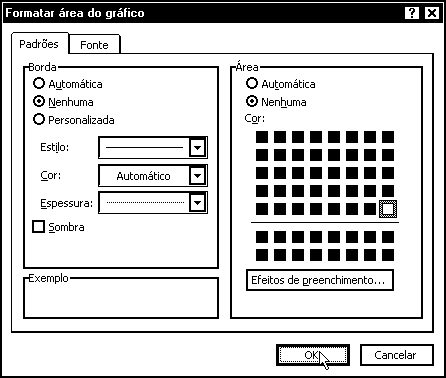 Formatar área do gráfico
Padrões
Fonte
Borda
Automática
Nenhuma
Personalizada
Estilo:
Cor:
Automático
Espessura:
Sombra
Exemplo
Área
Automática
Nenhuma
Cor:
Efeitos de preenchimento...
OK
Cancelar